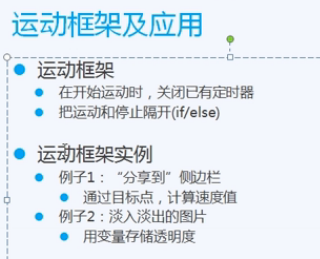 运动框架及应用
运动框架
在开始运动时，关闭已有定时器
把运动和停止隔开(if/else)
运动框架实例
例子1：“分享到”侧边栏
通过目标点，计算速度值
例子2：淡入淡出的图片
用变量存储透明度